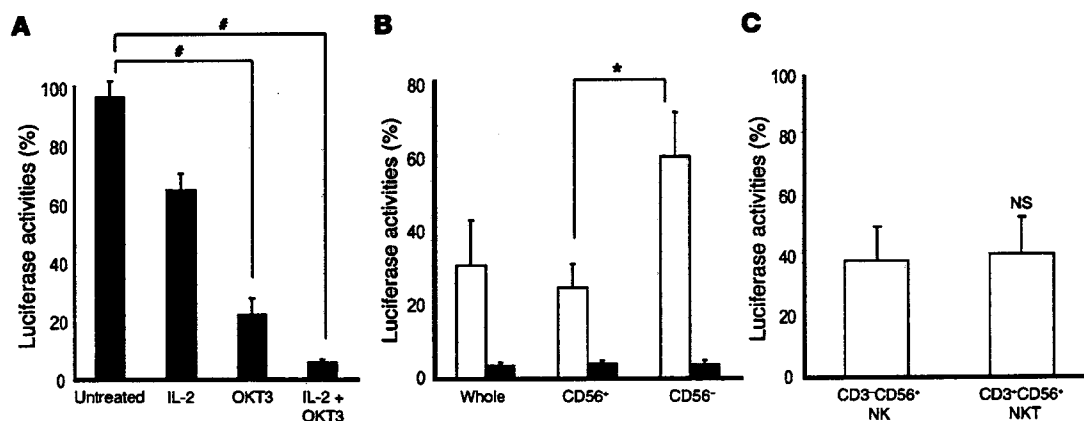 A
#
#
Luciferase activities (%)
100
80
60
40
20
0
Untreated
IL-2
OKT3
IL-2 +
OKT3
B
*
Luciferase activities (%)
80
60
40
20
0
Whole
CD56⁺
CD56⁻
C
NS
Luciferase activities (%)
100
80
60
40
20
0
CD3⁻CD56⁺
NK
CD3⁺CD56⁺
NKT